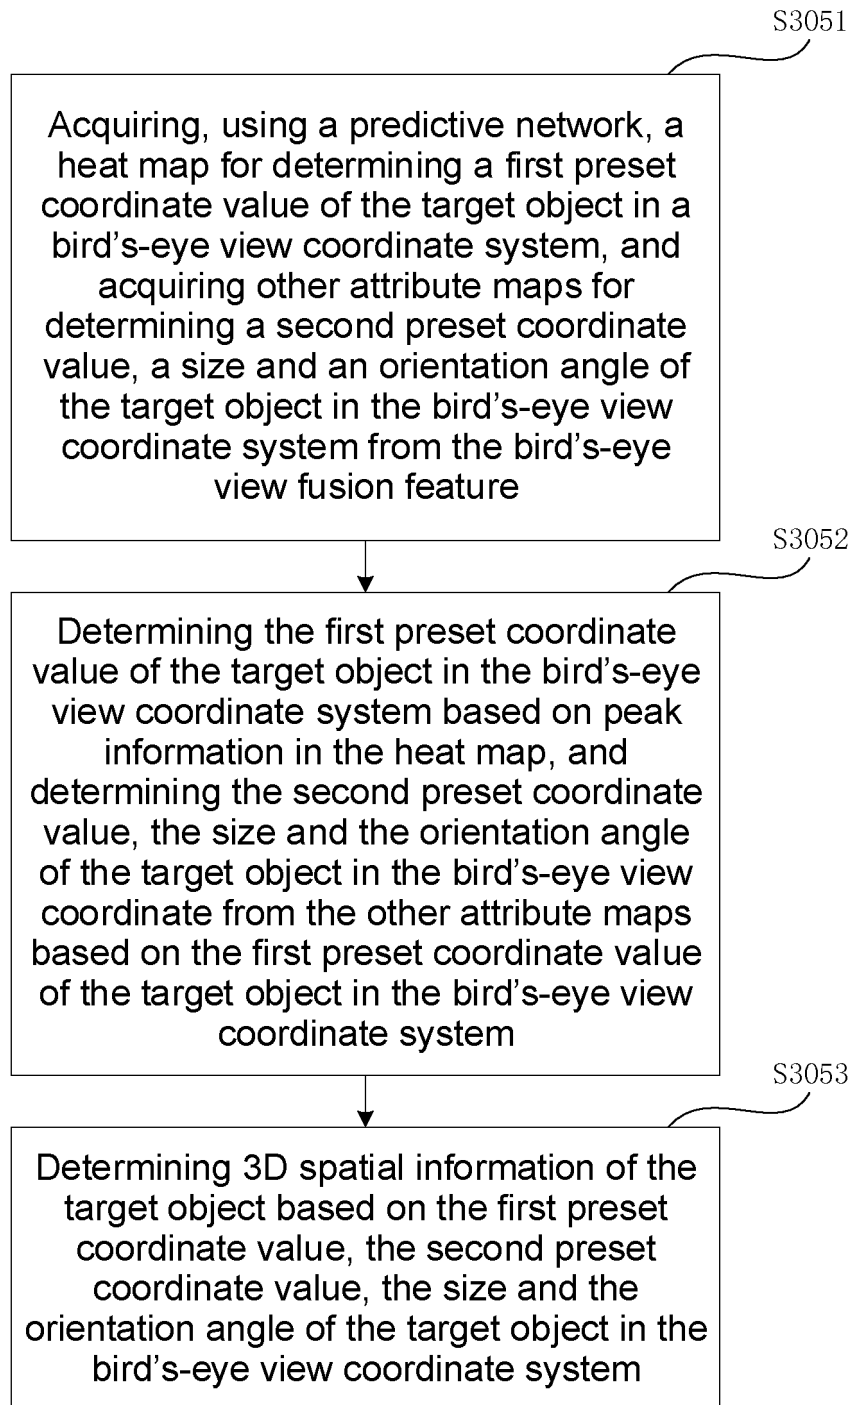 S3051
Acquiring, using a predictive network, a
heat map for determining a first preset
coordinate value of the target object in a
bird’s-eye view coordinate system, and
acquiring other attribute maps for
determining a second preset coordinate
value, a size and an orientation angle of
the target object in the bird’s-eye view
coordinate system from the bird’s-eye
view fusion feature
S3052
Determining the first preset coordinate
value of the target object in the bird’s-eye
view coordinate system based on peak
information in the heat map, and
determining the second preset coordinate
value, the size and the orientation angle
of the target object in the bird’s-eye view
coordinate from the other attribute maps
based on the first preset coordinate value
of the target object in the bird’s-eye view
coordinate system
S3053
Determining 3D spatial information of the
target object based on the first preset
coordinate value, the second preset
coordinate value, the size and the
orientation angle of the target object in the
bird’s-eye view coordinate system